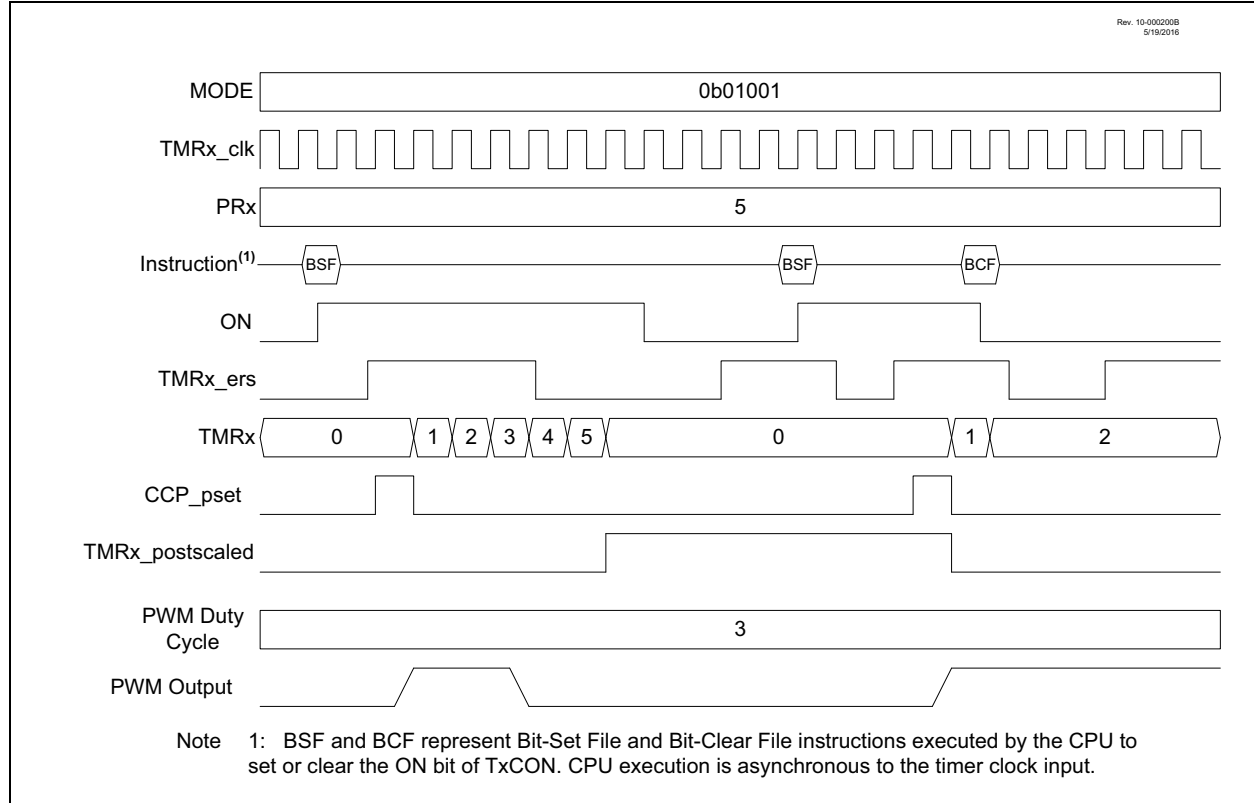 Rev. 10-000200B
5/19/2016
MODE 0b01001
TMRx_clk
PRx 5
Instruction(1) BSF BSF BCF
ON
TMRx_ers
TMRx 0 1 2 3 4 5 0 1 2
CCP_pset
TMRx_postscaled
PWM Duty
Cycle 3
PWM Output
Note 1: BSF and BCF represent Bit-Set File and Bit-Clear File instructions executed by the CPU to
set or clear the ON bit of TxCON. CPU execution is asynchronous to the timer clock input.